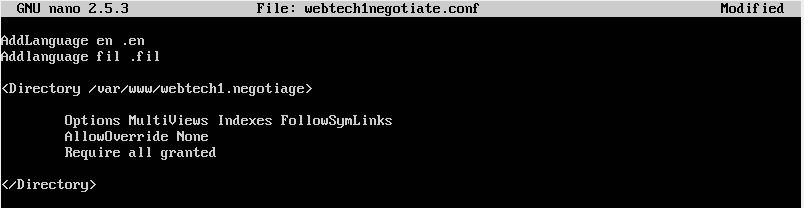 GNU nano 2.5.3 File: webtech1negotiate.conf Modified
AddLanguage en .en
Addlanguage fil .fil
<Directory /var/www/webtech1.negotiage>
Options MultiViews Indexes FollowSymLinks
AllowOverride None
Require all granted
</Directory>